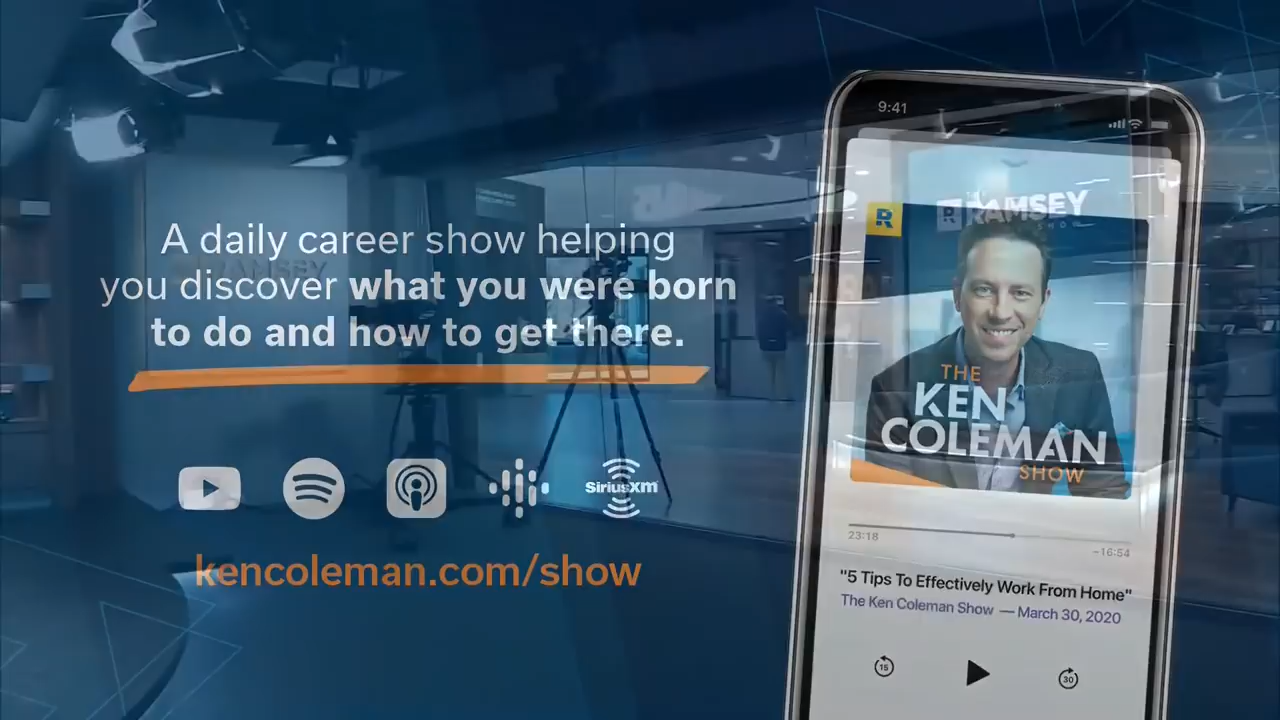 A daily career show helping
you discover what you were born
to do and how to get there.
SiriusXM
kencoleman.com/show
9:41
R
R RAMSEY
SHOW
THE
KEN
COLEMAN
SHOW
23:18
-16:54
"5 Tips To Effectively Work From Home"
The Ken Coleman Show — March 30, 2020
15
30
RAMSEY